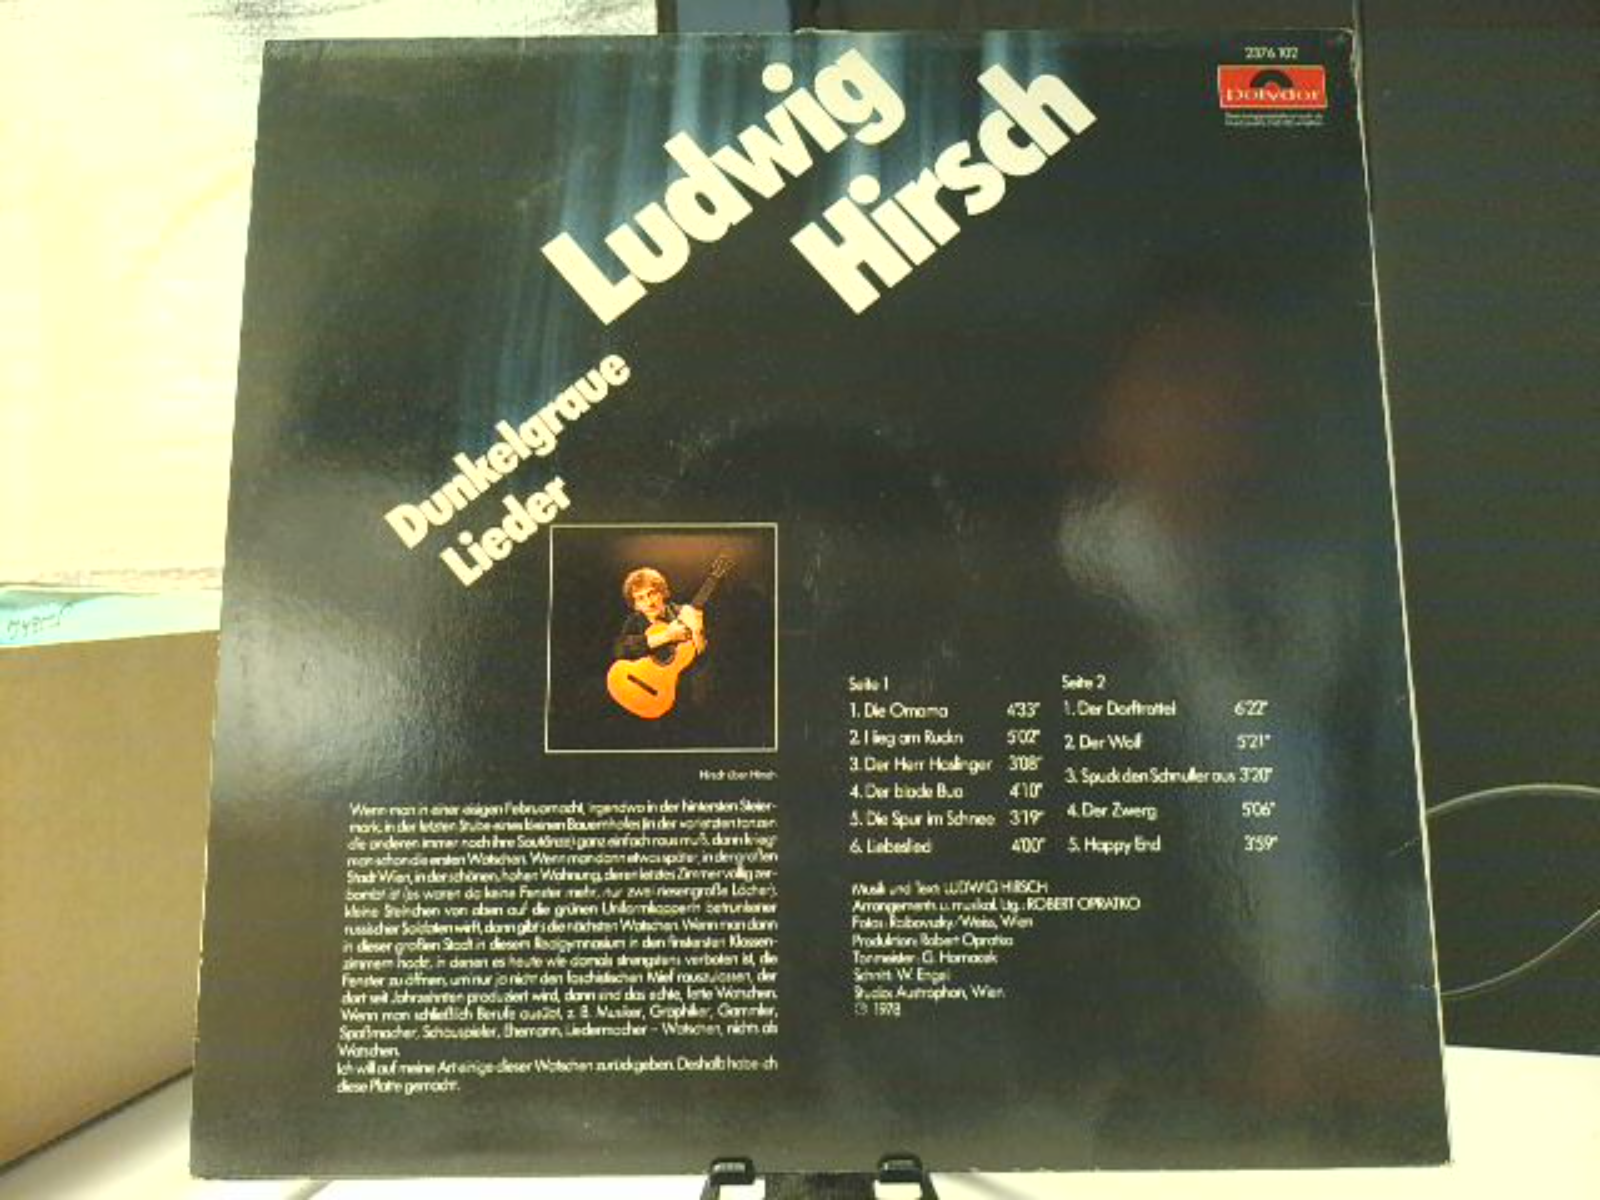 2376 102
polydor
Ludwig
Hirsch
Dunkelgraue
Lieder
Hirsch über Hirsch
Wenn man in einer eisigen Februarnacht, irgendwo in der hintersten Steier-
mark, in der letzten Stube eines kleinen Bauernhofes (in der vorletzten tanzen
die anderen immer noch ihre Sautänze) ganz einfach raus muß, dann kriegt
man schon die ersten Watschen. Wenn man dann etwas später, in der großen
Stadt Wien, in der schönen, hohen Wohnung, deren letztes Zimmer völlig zer-
bombt ist (es waren da keine Fenster mehr, nur zwei riesengroße Löcher),
kleine Steinchen von oben auf die grünen Uniformkapperln betrunkener
russischer Soldaten wirft, dann gibt's die nächsten Watschen. Wenn man dann
in dieser großen Stadt in diesem Realgymnasium in den finstersten Klassen-
zimmern hockt, in denen es heute wie damals strengstens verboten ist, die
Fenster zu öffnen, um nur ja nicht den faschistischen Mief rauszulassen, der
dort seit Jahrzehnten produziert wird, dann sind das echte, fette Watschen.
Wenn man schließlich Berufe ausübt, z. B. Musiker, Graphiker, Gammler,
Spaßmacher, Schauspieler, Ehemann, Liedermacher – Watschen, nichts als
Watschen.
Ich will auf meine Art einige dieser Watschen zurückgeben. Deshalb habe ich
diese Platte gemacht.
Seite 1
1. Die Omama 4'33"
2. I lieg am Ruckn 5'02"
3. Der Herr Haslinger 3'08"
4. Der blade Bua 4'10"
5. Die Spur im Schnee 3'19"
6. Liebeslied 4'00"
Seite 2
1. Der Dorftrottel 6'22"
2. Der Wolf 5'21"
3. Spuck den Schnuller aus 3'20"
4. Der Zwerg 5'06"
5. Happy End 3'59"
Musik und Text: LUDWIG HIRSCH
Arrangements u. musikal. Ltg.: ROBERT OPRATKO
Fotos: /Weiss, Wien
Produktion: Robert Opratko
Tonmeister: G.
Schnitt: W. Engel
Studio: Austrophon, Wien
Ⓟ 1978